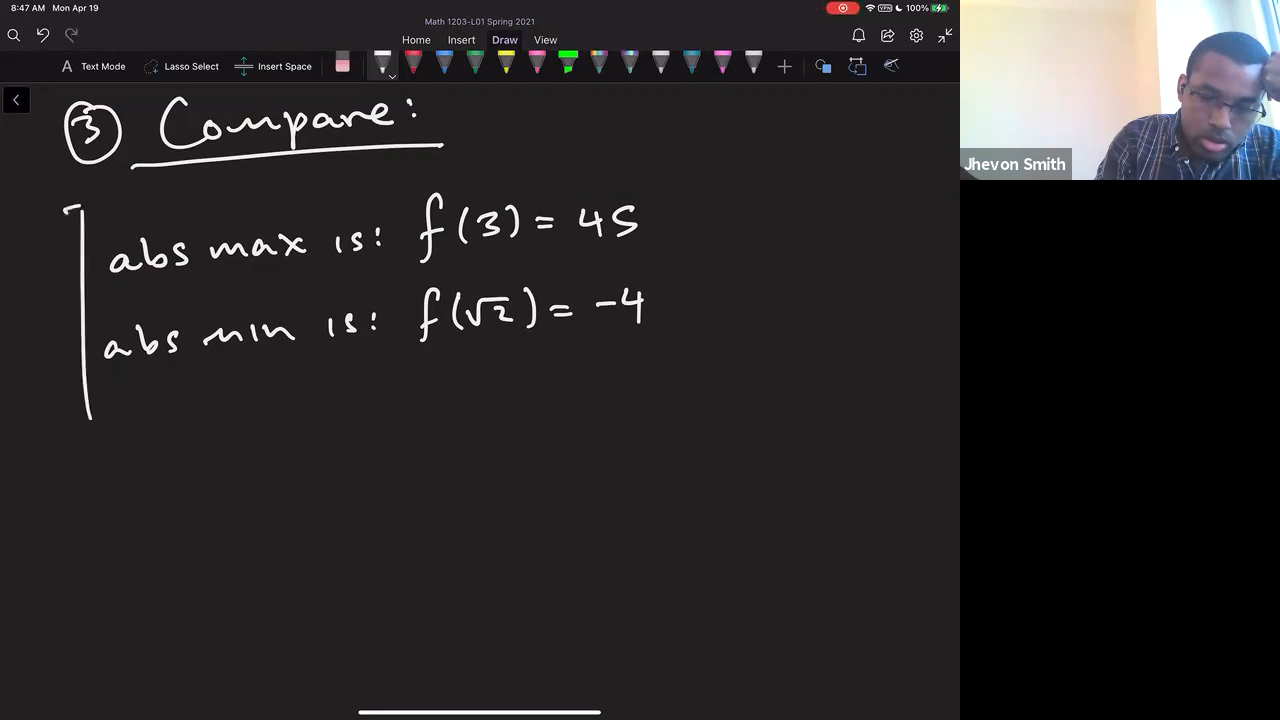 8:47 AM Mon Apr 19
VPN 100%
Math 1203-L01 Spring 2021
Home Insert Draw View
Text Mode Lasso Select Insert Space
③ Compare:
abs max is: f(3) = 45
abs min is: f(√2) = -4
Jhevon Smith